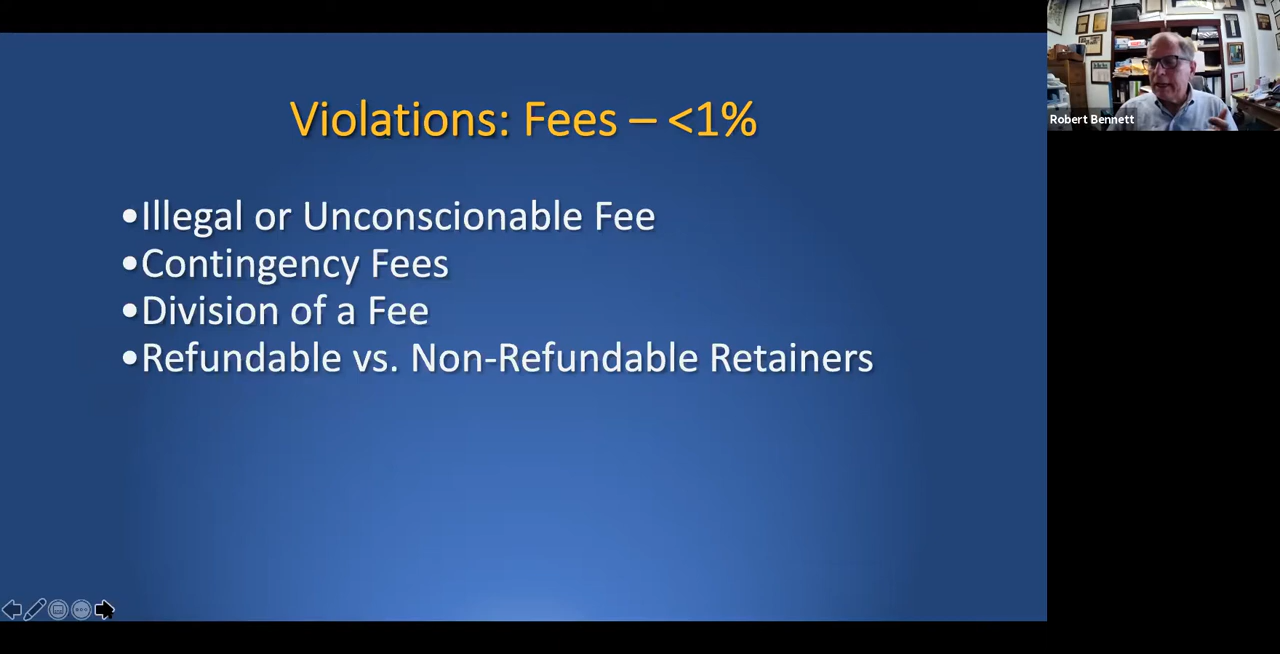 Violations: Fees – <1%
•Illegal or Unconscionable Fee
•Contingency Fees
•Division of a Fee
•Refundable vs. Non-Refundable Retainers
Robert Bennett